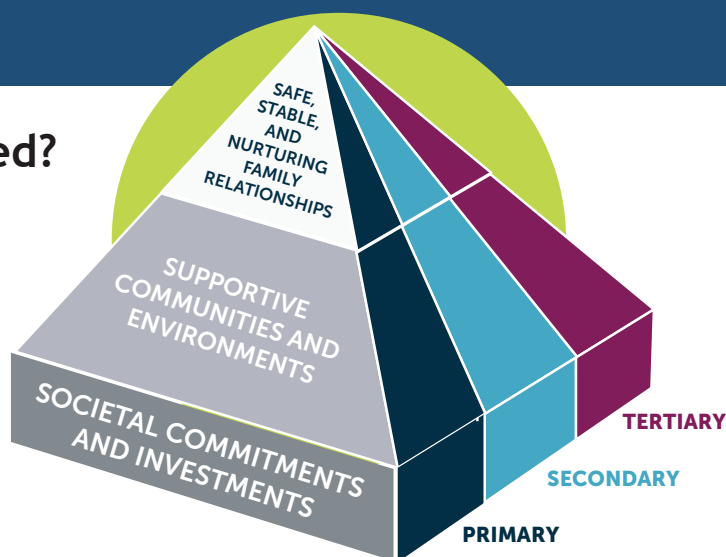 ed?
SAFE,
STABLE,
AND
NURTURING
FAMILY
RELATIONSHIPS
SUPPORTIVE
COMMUNITIES AND
ENVIRONMENTS
SOCIETAL COMMITMENTS
AND INVESTMENTS
TERTIARY
SECONDARY
PRIMARY